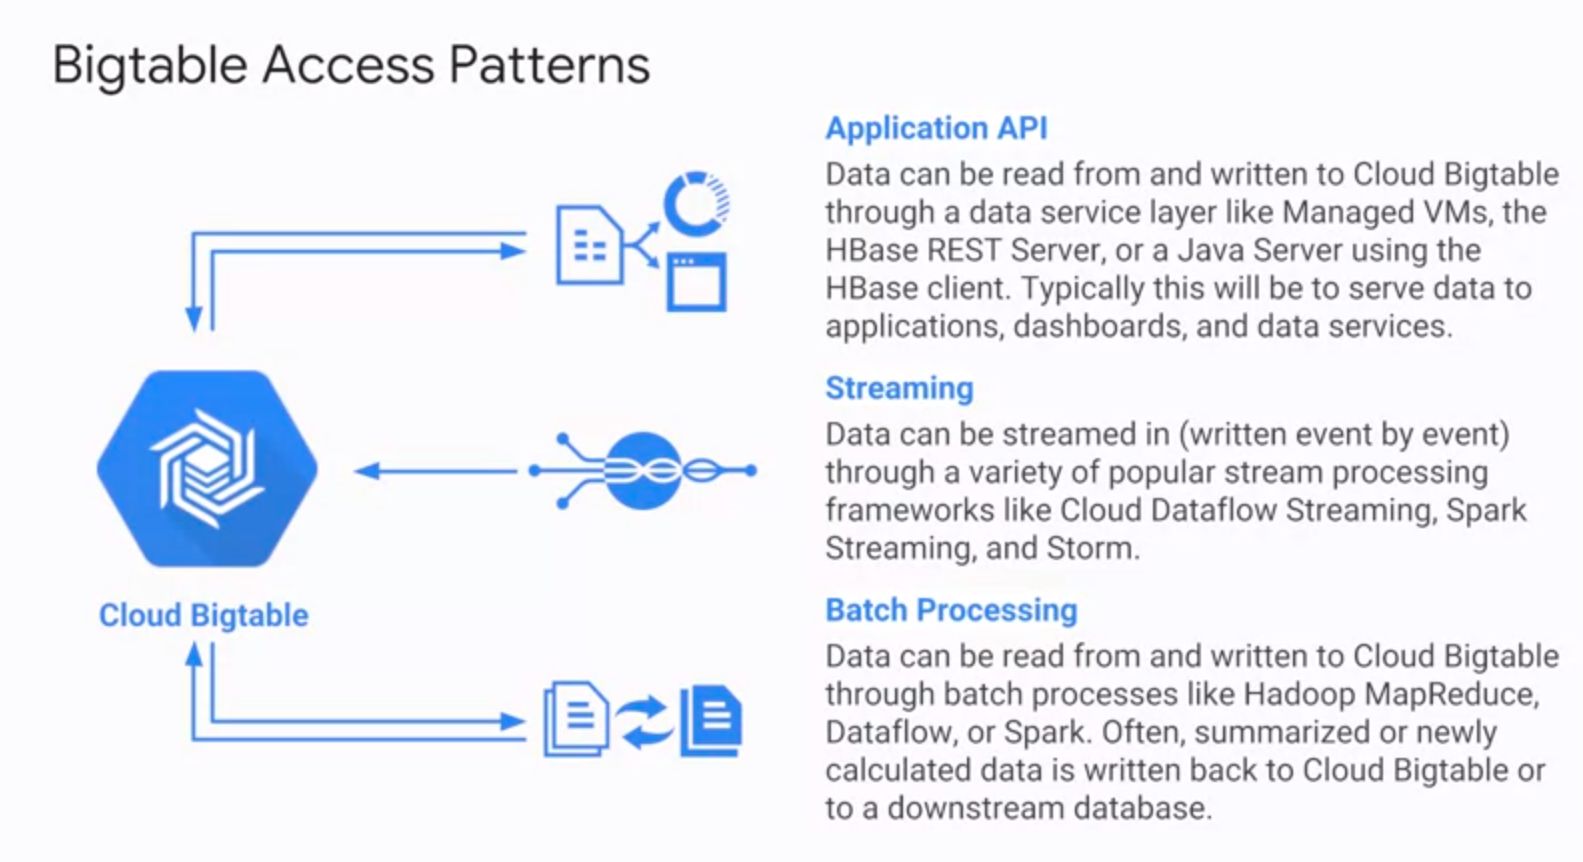 Bigtable Access Patterns
Application API
Data can be read from and written to Cloud Bigtable
through a data service layer like Managed VMs, the
HBase REST Server, or a Java Server using the
HBase client. Typically this will be to serve data to
applications, dashboards, and data services.
Streaming
Data can be streamed in (written event by event)
through a variety of popular stream processing
frameworks like Cloud Dataflow Streaming, Spark
Streaming, and Storm.
Cloud Bigtable
Batch Processing
Data can be read from and written to Cloud Bigtable
through batch processes like Hadoop MapReduce,
Dataflow, or Spark. Often, summarized or newly
calculated data is written back to Cloud Bigtable or
to a downstream database.